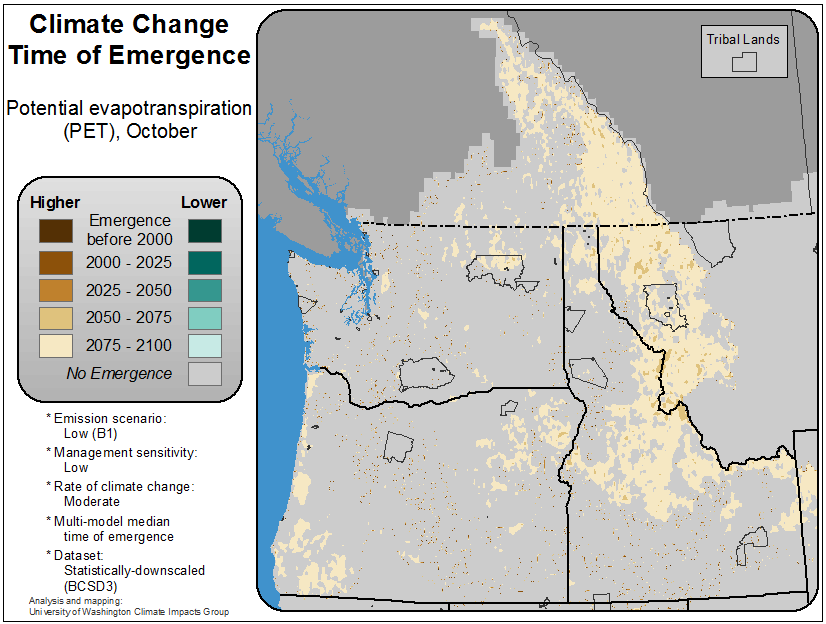 Climate Change
Time of Emergence
Potential evapotranspiration
(PET), October
Higher
Lower
Emergence
before 2000
2000 - 2025
2025 - 2050
2050 - 2075
2075 - 2100
No Emergence
* Emission scenario:
Low (B1)
* Management sensitivity:
Low
* Rate of climate change:
Moderate
* Multi-model median
time of emergence
* Dataset:
Statistically-downscaled
(BCSD3)
Analysis and mapping:
University of Washington Climate Impacts Group
Tribal Lands